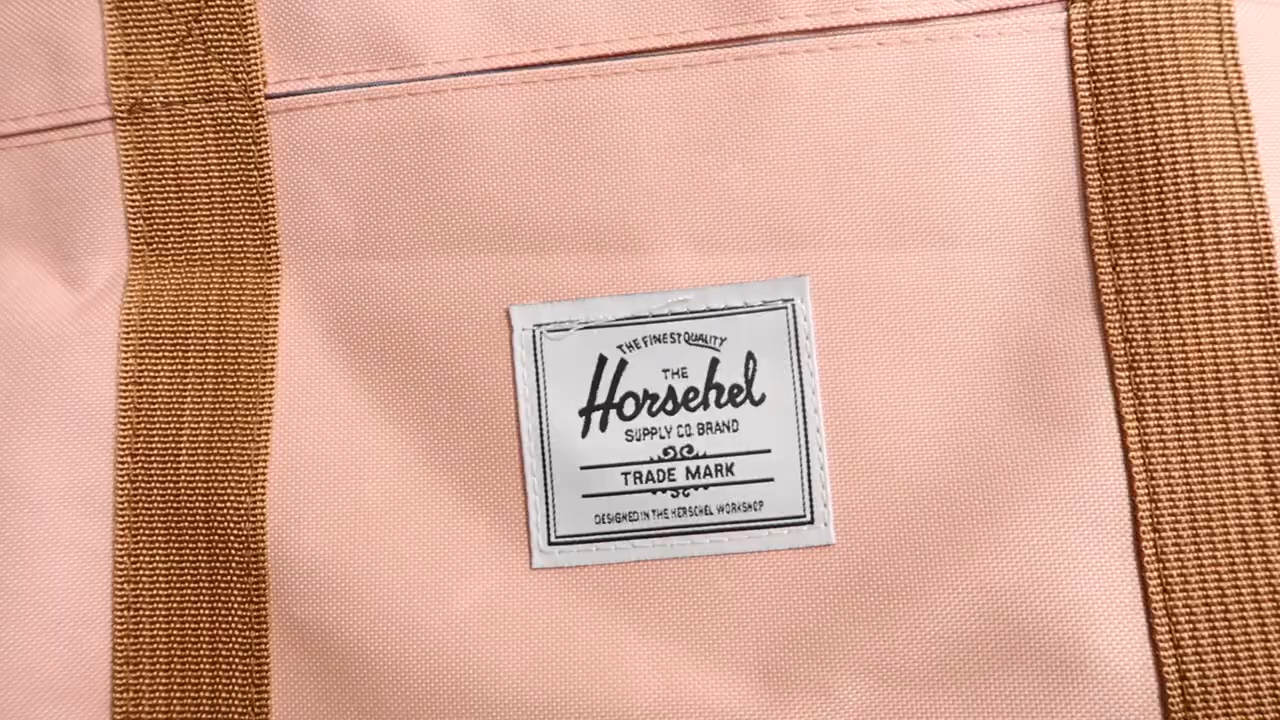 THE FINEST QUALITY
THE
Herschel
SUPPLY CO. BRAND
TRADE MARK
DESIGNED IN THE HERSCHEL WORKSHOP